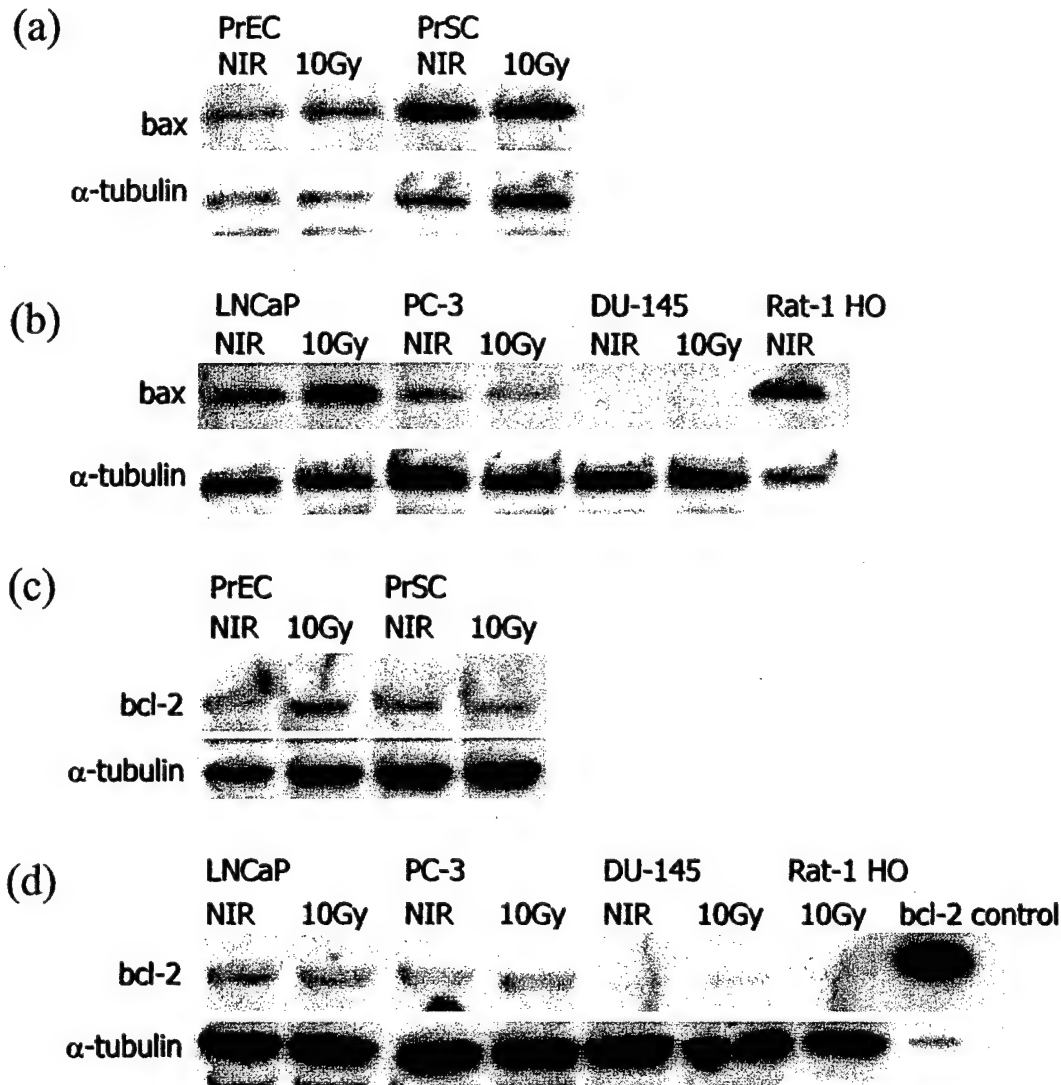 (a)
PrEC PrSC
NIR 10Gy NIR 10Gy
bax
α-tubulin
(b)
LNCaP PC-3 DU-145 Rat-1 HO
NIR 10Gy NIR 10Gy NIR 10Gy NIR
bax
α-tubulin
(c)
PrEC PrSC
NIR 10Gy NIR 10Gy
bcl-2
α-tubulin
(d)
LNCaP PC-3 DU-145 Rat-1 HO
NIR 10Gy NIR 10Gy NIR 10Gy 10Gy bcl-2 control
bcl-2
α-tubulin